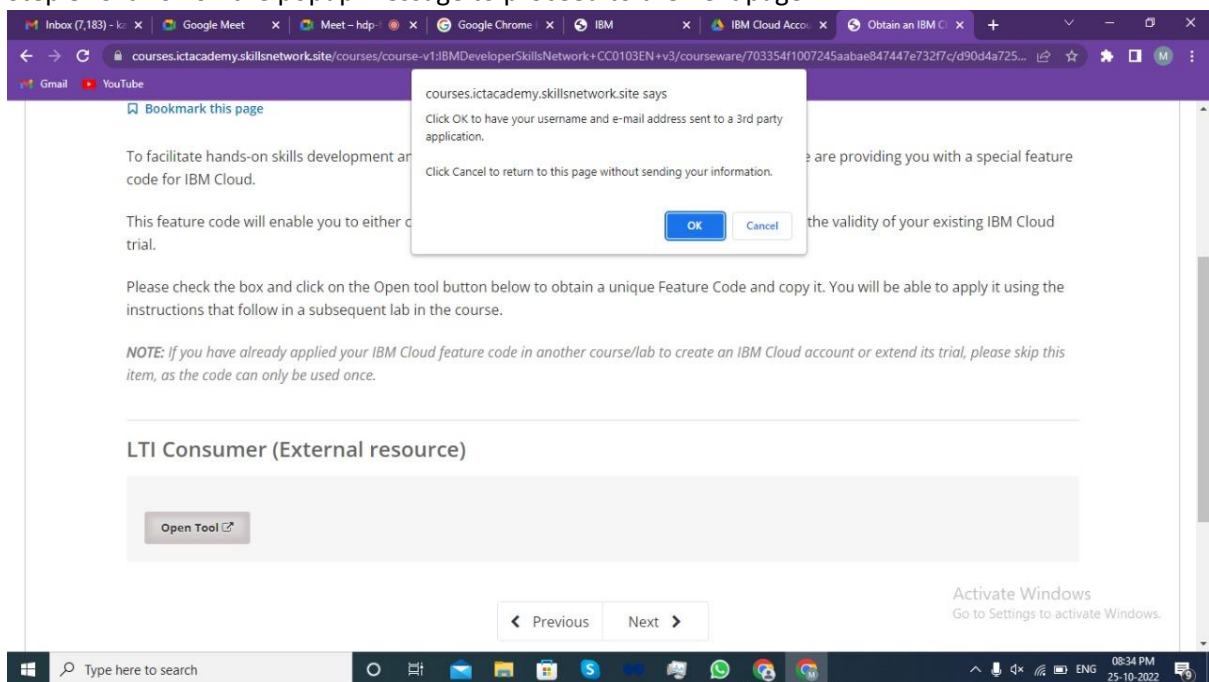 Inbox (7,183) - k
Google Meet
Meet – hdp-
Google Chrome
IBM
IBM Cloud Accou
Obtain an IBM Cl
courses.ictacademy.skillsnetwork.site/courses/course-v1:IBMDeveloperSkillsNetwork+CC0103EN+v3/courseware/703354f1007245aabae847447e732f7c/d90d4a725...
M
Gmail
YouTube
courses.ictacademy.skillsnetwork.site says
Click OK to have your username and e-mail address sent to a 3rd party
application.
Click Cancel to return to this page without sending your information.
OK
Cancel
Bookmark this page
To facilitate hands-on skills development ar
e are providing you with a special feature
code for IBM Cloud.
This feature code will enable you to either c
the validity of your existing IBM Cloud
trial.
Please check the box and click on the Open tool button below to obtain a unique Feature Code and copy it. You will be able to apply it using the
instructions that follow in a subsequent lab in the course.
NOTE: If you have already applied your IBM Cloud feature code in another course/lab to create an IBM Cloud account or extend its trial, please skip this
item, as the code can only be used once.
LTI Consumer (External resource)
Open Tool
Previous
Next
Activate Windows
Go to Settings to activate Windows.
Type here to search
ENG
08:34 PM
25-10-2022